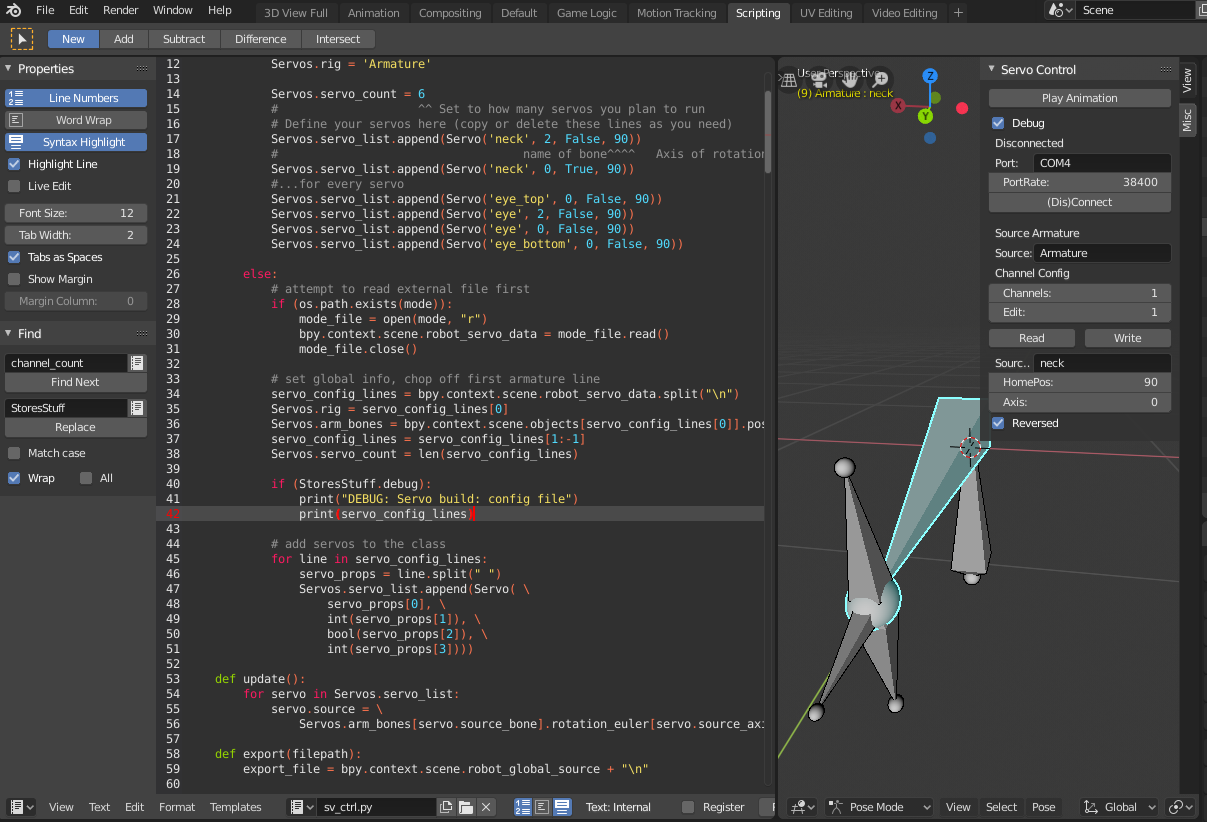 File Edit Render Window Help 3D View Full Animation Compositing Default Game Logic Motion Tracking Scripting UV Editing Video Editing + Scene
New Add Subtract Difference Intersect
Properties
Line Numbers
Word Wrap
Syntax Highlight
Highlight Line
Live Edit
Font Size: 12
Tab Width: 2
Tabs as Spaces
Show Margin
Margin Column: 0
Find
channel_count
Find Next
StoresStuff
Replace
Match case
Wrap All
12 Servos.rig = 'Armature'
13
14 Servos.servo_count = 6
15 # ^^ Set to how many servos you plan to run
16 # Define your servos here (copy or delete these lines as you need)
17 Servos.servo_list.append(Servo('neck', 2, False, 90))
18 # name of bone^^^^ Axis of rotation
19 Servos.servo_list.append(Servo('neck', 0, True, 90))
20 #...for every servo
21 Servos.servo_list.append(Servo('eye_top', 0, False, 90))
22 Servos.servo_list.append(Servo('eye', 2, False, 90))
23 Servos.servo_list.append(Servo('eye', 0, False, 90))
24 Servos.servo_list.append(Servo('eye_bottom', 0, False, 90))
25
26 else:
27 # attempt to read external file first
28 if (os.path.exists(mode)):
29 mode_file = open(mode, "r")
30 bpy.context.scene.robot_servo_data = mode_file.read()
31 mode_file.close()
32
33 # set global info, chop off first armature line
34 servo_config_lines = bpy.context.scene.robot_servo_data.split("\n")
35 Servos.rig = servo_config_lines[0]
36 Servos.arm_bones = bpy.context.scene.objects[servo_config_lines[0]].pos
37 servo_config_lines = servo_config_lines[1:-1]
38 Servos.servo_count = len(servo_config_lines)
39
40 if (StoresStuff.debug):
41 print("DEBUG: Servo build: config file")
42 print(servo_config_lines)
43
44 # add servos to the class
45 for line in servo_config_lines:
46 servo_props = line.split(" ")
47 Servos.servo_list.append(Servo( \
48 servo_props[0], \
49 int(servo_props[1]), \
50 bool(servo_props[2]), \
51 int(servo_props[3])))
52
53 def update():
54 for servo in Servos.servo_list:
55 servo.source = \
56 Servos.arm_bones[servo.source_bone].rotation_euler[servo.source_axi
57
58 def export(filepath):
59 export_file = bpy.context.scene.robot_global_source + "\n"
60
View Text Edit Format Templates sv_ctrl.py Text: Internal Register
User Perspective
(9) Armature : neck
Z
X
Y
Servo Control
Play Animation
Debug
Disconnected
Port: COM4
PortRate: 38400
(Dis)Connect
Source Armature
Source: Armature
Channel Config
Channels: 1
Edit: 1
Read Write
Sourc.. neck
HomePos: 90
Axis: 0
Reversed
View
Misc
Pose Mode View Select Pose Global